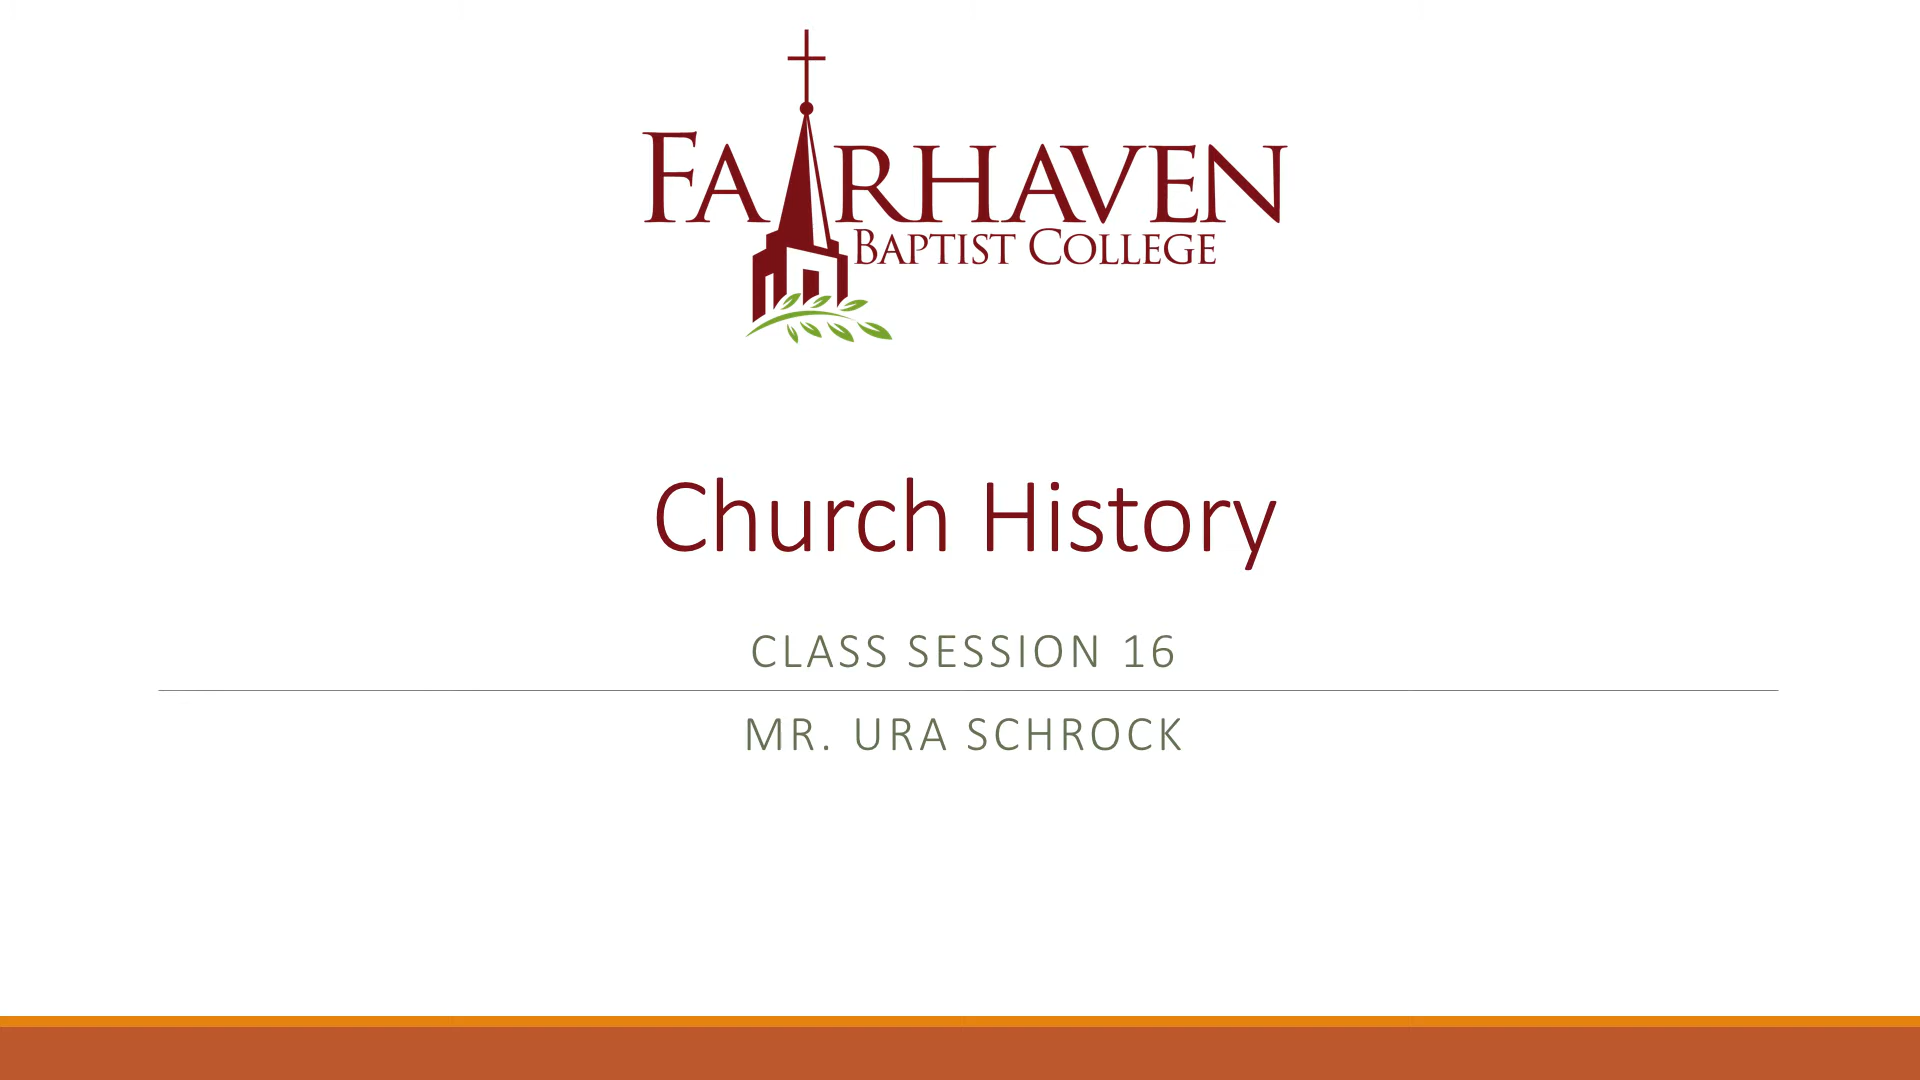 FAIRHAVEN
BAPTIST COLLEGE
Church History
CLASS SESSION 16
MR. URA SCHROCK